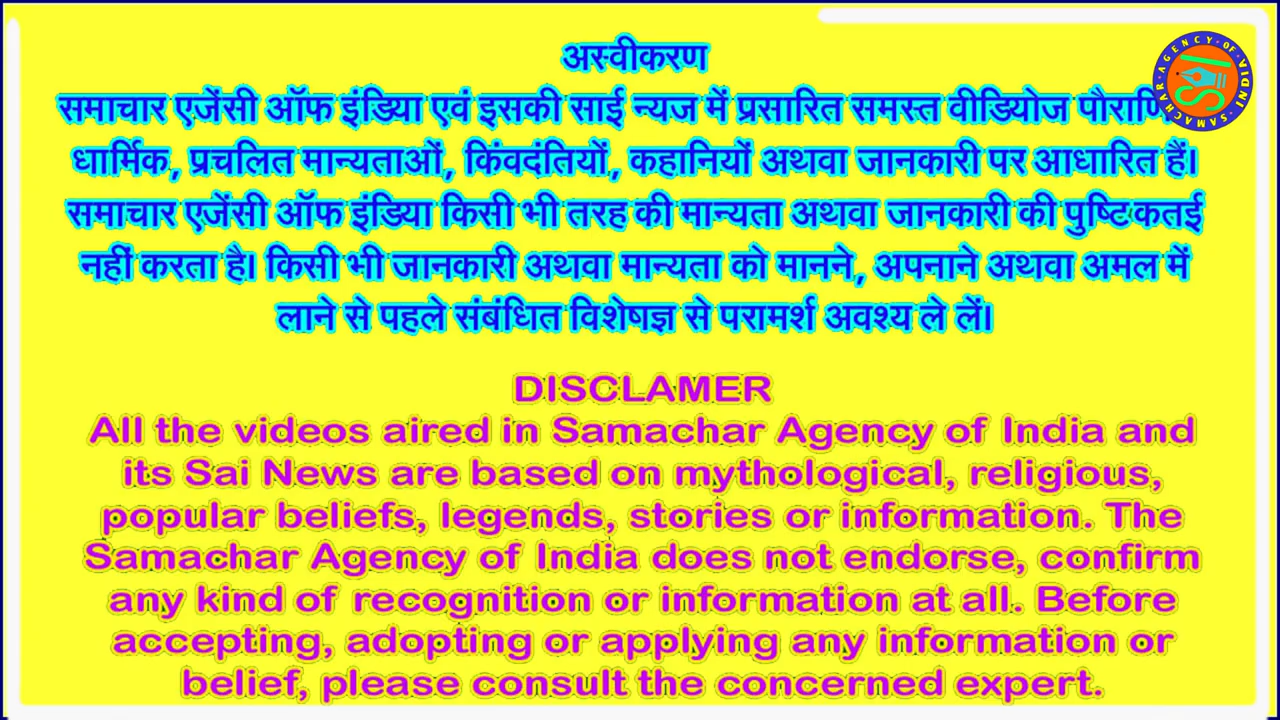 अस्वीकरण
समाचार एजेंसी ऑफ इंडिया एवं इसकी साई न्यज में प्रसारित समस्त वीडियोज
धार्मिक, प्रचलित मान्यताओं, किंवदंतियों, कहानियों अथवा जानकारी पर आधारित हैं।
समाचार एजेंसी ऑफ इंडिया किसी भी तरह की मान्यता अथवा जानकारी की पुष्टि कतई
नहीं करता है। किसी भी जानकारी अथवा मान्यता को मानने, अपनाने अथवा अमल में
लाने से पहले संबंधित विशेषज्ञ से परामर्श अवश्य ले लें।
SAMACHAR AGENCY OF INDIA
DISCLAMER
All the videos aired in Samachar Agency of India and
its Sai News are based on mythological, religious,
popular beliefs, legends, stories or information. The
Samachar Agency of India does not endorse, confirm
any kind of recognition or information at all. Before
accepting, adopting or applying any information or
belief, please consult the concerned expert.